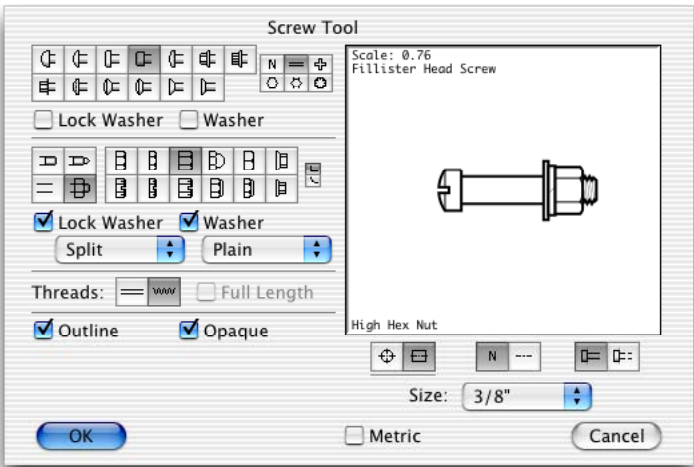 Screw Tool
N
Lock Washer
Washer
Lock Washer
Washer
Split
Plain
Threads:
Full Length
Outline
Opaque
Scale: 0.76
Fillister Head Screw
High Hex Nut
N
Size:
3/8"
OK
Metric
Cancel